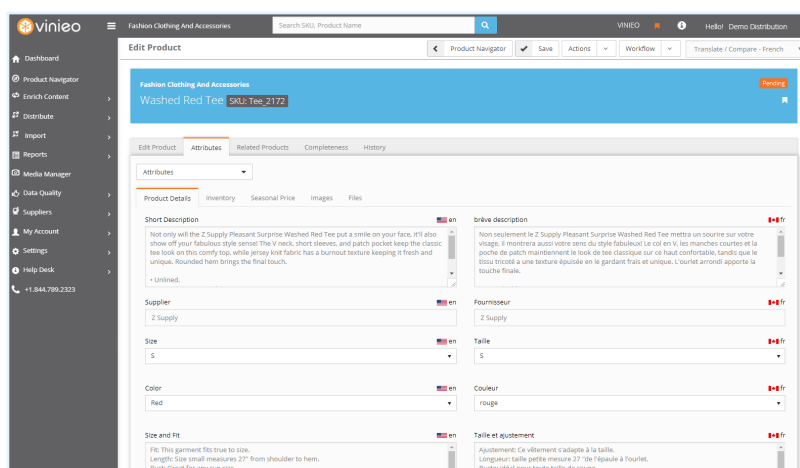 vinieo
Fashion Clothing And Accessories
Search SKU, Product Name
VINIEO
Hello! Demo Distribution
Edit Product
Product Navigator
Save
Actions
Workflow
Translate / Compare - French
Dashboard
Product Navigator
Enrich Content
Distribute
Import
Reports
Media Manager
Data Quality
Suppliers
My Account
Settings
Help Desk
+1.844.789.2323
Fashion Clothing And Accessories
Pending
Washed Red Tee SKU: Tee_2172
Edit Product
Attributes
Related Products
Completeness
History
Attributes
Product Details
Inventory
Seasonal Price
Images
Files
Short Description
en
brève description
fr
Not only will the Z Supply Pleasant Surprise Washed Red Tee put a smile on your face, it'll also
show off your fabulous style sense! The V neck, short sleeves, and patch pocket keep the classic
tee look on this comfy top, while jersey knit fabric has a burnout texture keeping it fresh and
unique. Rounded hem brings the final touch.
• Unlined.
Non seulement le Z Supply Pleasant Surprise Washed Red Tee mettra un sourire sur votre
visage, il montrera aussi votre sens du style fabuleux! Le col en V, les manches courtes et la
poche de patch maintiennent le look de tee classique sur ce haut confortable, tandis que le
tissu tricoté a une texture épuisée en le gardant frais et unique. L'ourlet arrondi apporte la
touche finale.
Supplier
en
Fournisseur
fr
Z Supply
Z Supply
Size
en
Taille
fr
S
S
Color
en
Couleur
fr
Red
rouge
Size and Fit
en
Taille et ajustement
fr
Fit: This garment fits true to size.
Length: Size small measures 27" from shoulder to hem.
Ajustement: Ce vêtement s'adapte à la taille.
Longueur: taille petite mesure 27 "de l'épaule à l'ourlet.